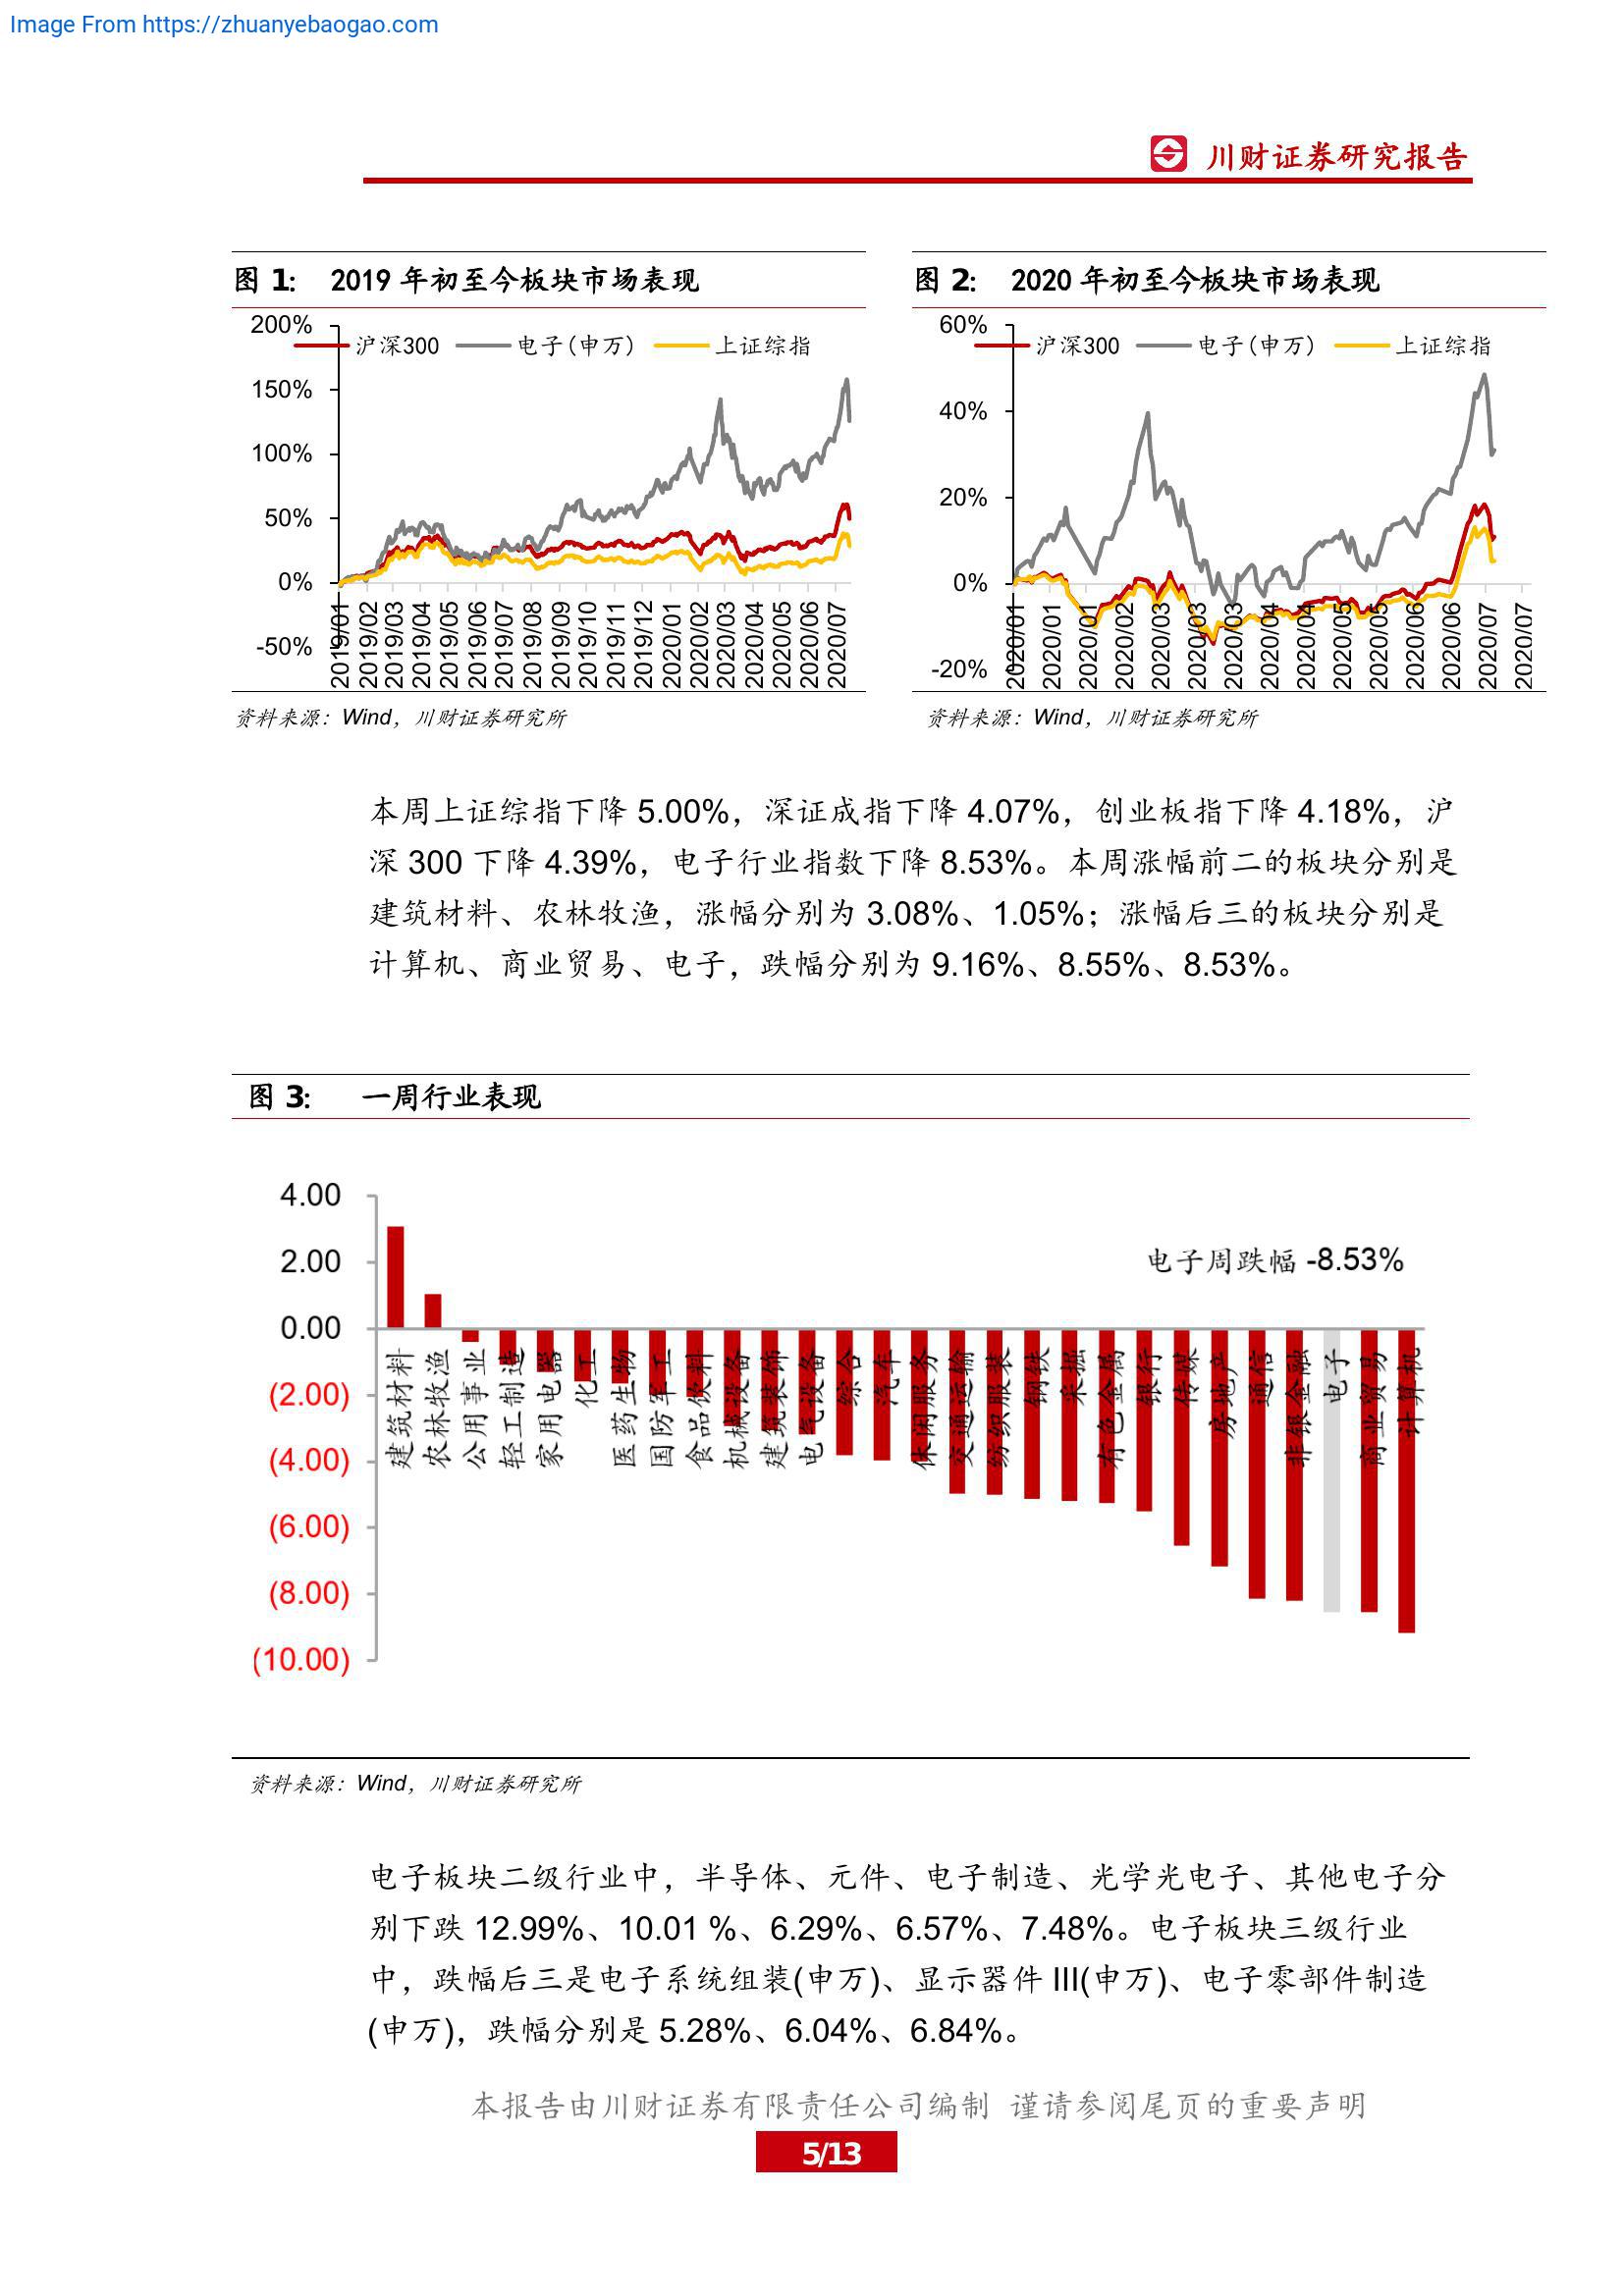 Image From https://zhuanyebaogao.com
川财证券研究报告
图 1: 2019 年初至今板块市场表现
200%
沪深300 电子(申万) 上证综指
150%
100%
50%
0%
-50%
2019/01 2019/02 2019/03 2019/04 2019/05 2019/06 2019/07 2019/08 2019/09 2019/10 2019/11 2019/12 2020/01 2020/02 2020/03 2020/04 2020/05 2020/06 2020/07
资料来源：Wind，川财证券研究所
图 2: 2020 年初至今板块市场表现
60%
沪深300 电子(申万) 上证综指
40%
20%
0%
-20%
2020/01 2020/01 2020/01 2020/02 2020/03 2020/03 2020/03 2020/04 2020/04 2020/05 2020/05 2020/06 2020/06 2020/07 2020/07
资料来源：Wind，川财证券研究所
本周上证综指下降 5.00%，深证成指下降 4.07%，创业板指下降 4.18%，沪
深 300 下降 4.39%，电子行业指数下降 8.53%。本周涨幅前二的板块分别是
建筑材料、农林牧渔，涨幅分别为 3.08%、1.05%；涨幅后三的板块分别是
计算机、商业贸易、电子，跌幅分别为 9.16%、8.55%、8.53%。
图 3: 一周行业表现
4.00
2.00
0.00
(2.00)
(4.00)
(6.00)
(8.00)
(10.00)
电子周跌幅 -8.53%
建筑材料 农林牧渔 公用事业 轻工制造 家用电器 化工 医药生物 国防军工 食品饮料 机械设备 建筑装饰 电气设备 综合 汽车 休闲服务 交通运输 纺织服装 钢铁 采掘 有色金属 银行 传媒 房地产 通信 非银金融 电子 商业贸易 计算机
资料来源：Wind，川财证券研究所
电子板块二级行业中，半导体、元件、电子制造、光学光电子、其他电子分
别下跌 12.99%、10.01 %、6.29%、6.57%、7.48%。电子板块三级行业
中，跌幅后三是电子系统组装(申万)、显示器件 III(申万)、电子零部件制造
(申万)，跌幅分别是 5.28%、6.04%、6.84%。
本报告由川财证券有限责任公司编制 谨请参阅尾页的重要声明
5/13